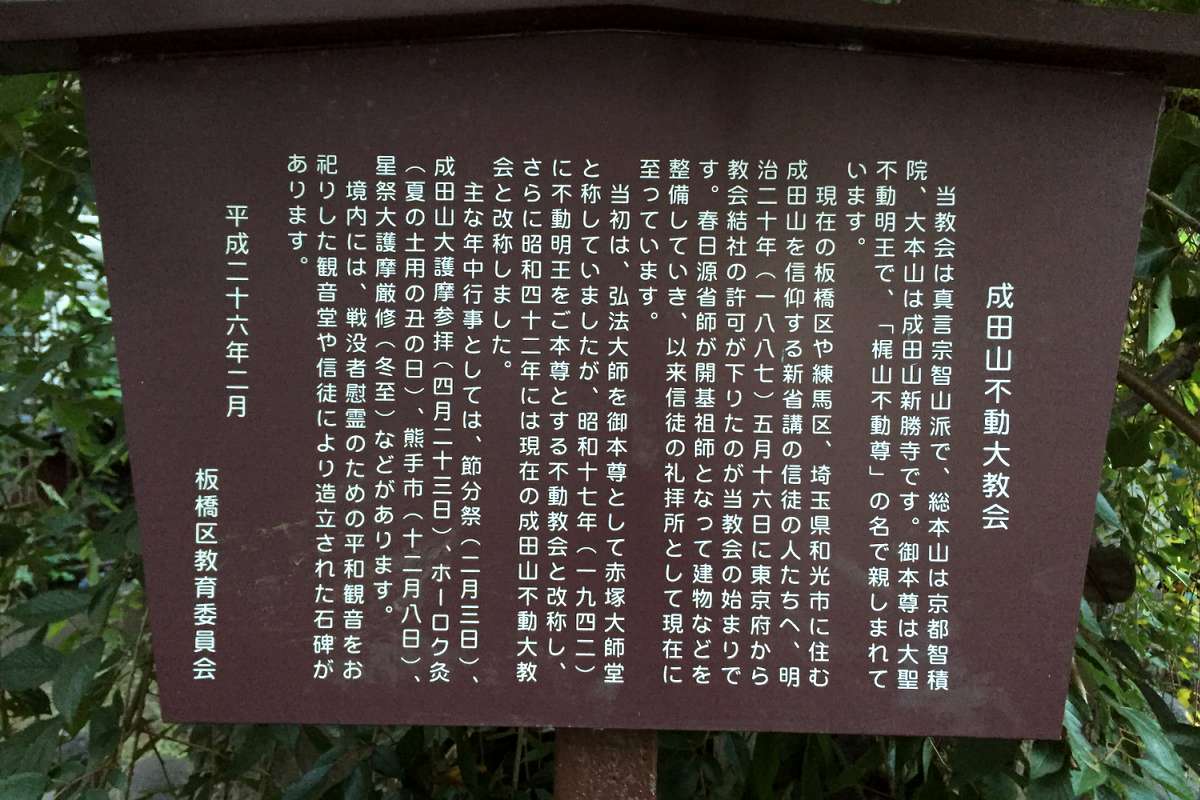 成田山不動大教会
当教会は真言宗智山派で、総本山は京都智積
院、大本山は成田山新勝寺です。御本尊は大聖
不動明王で、「梶山不動尊」の名で親しまれて
います。
現在の板橋区や練馬区、埼玉県和光市に住む
成田山を信仰する新省講の信徒の人たちへ、明
治二十年（一八八七）五月十六日に東京府から
教会結社の許可が下りたのが当教会の始まりで
す。春日源省師が開基祖師となって建物などを
整備していき、以来信徒の礼拝所として現在に
至っています。
当初は、弘法大師を御本尊として赤塚大師堂
と称していましたが、昭和十七年（一九四二）
に不動明王をご本尊とする不動教会と改称し、
さらに昭和四十二年には現在の成田山不動大教
会と改称しました。
主な年中行事としては、節分祭（二月三日）、
成田山大護摩参拝（四月二十三日）、ホーロク灸
（夏の土用の丑の日）、熊手市（十二月八日）、
星祭大護摩厳修（冬至）などがあります。
境内には、戦没者慰霊のための平和観音をお
祀りした観音堂や信徒により造立された石碑が
あります。
平成二十六年二月
板橋区教育委員会